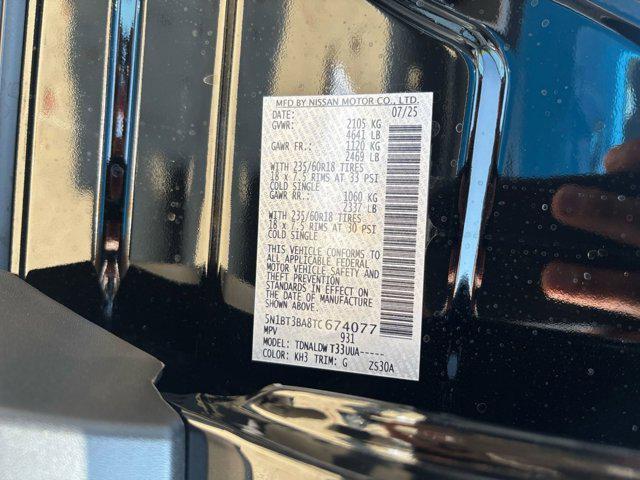 MFD BY NISSAN MOTOR CO., LTD.
DATE: 07/25
GVWR: 2105 KG
4641 LB
GAWR FR.: 1120 KG
2469 LB
WITH 235/60R18 TIRES
18 x 7.5 RIMS AT 33 PSI
COLD SINGLE
GAWR RR.: 1060 KG
2337 LB
WITH 235/60R18 TIRES
18 x 7.5 RIMS AT 30 PSI
COLD SINGLE
THIS VEHICLE CONFORMS TO
ALL APPLICABLE FEDERAL
MOTOR VEHICLE SAFETY AND
THEFT PREVENTION
STANDARDS IN EFFECT ON
THE DATE OF MANUFACTURE
SHOWN ABOVE.
5N1BT3BA8TC674077
MPV 931
MODEL: TDNALDW T33UUA-----
COLOR: KH3 TRIM: G ZS30A